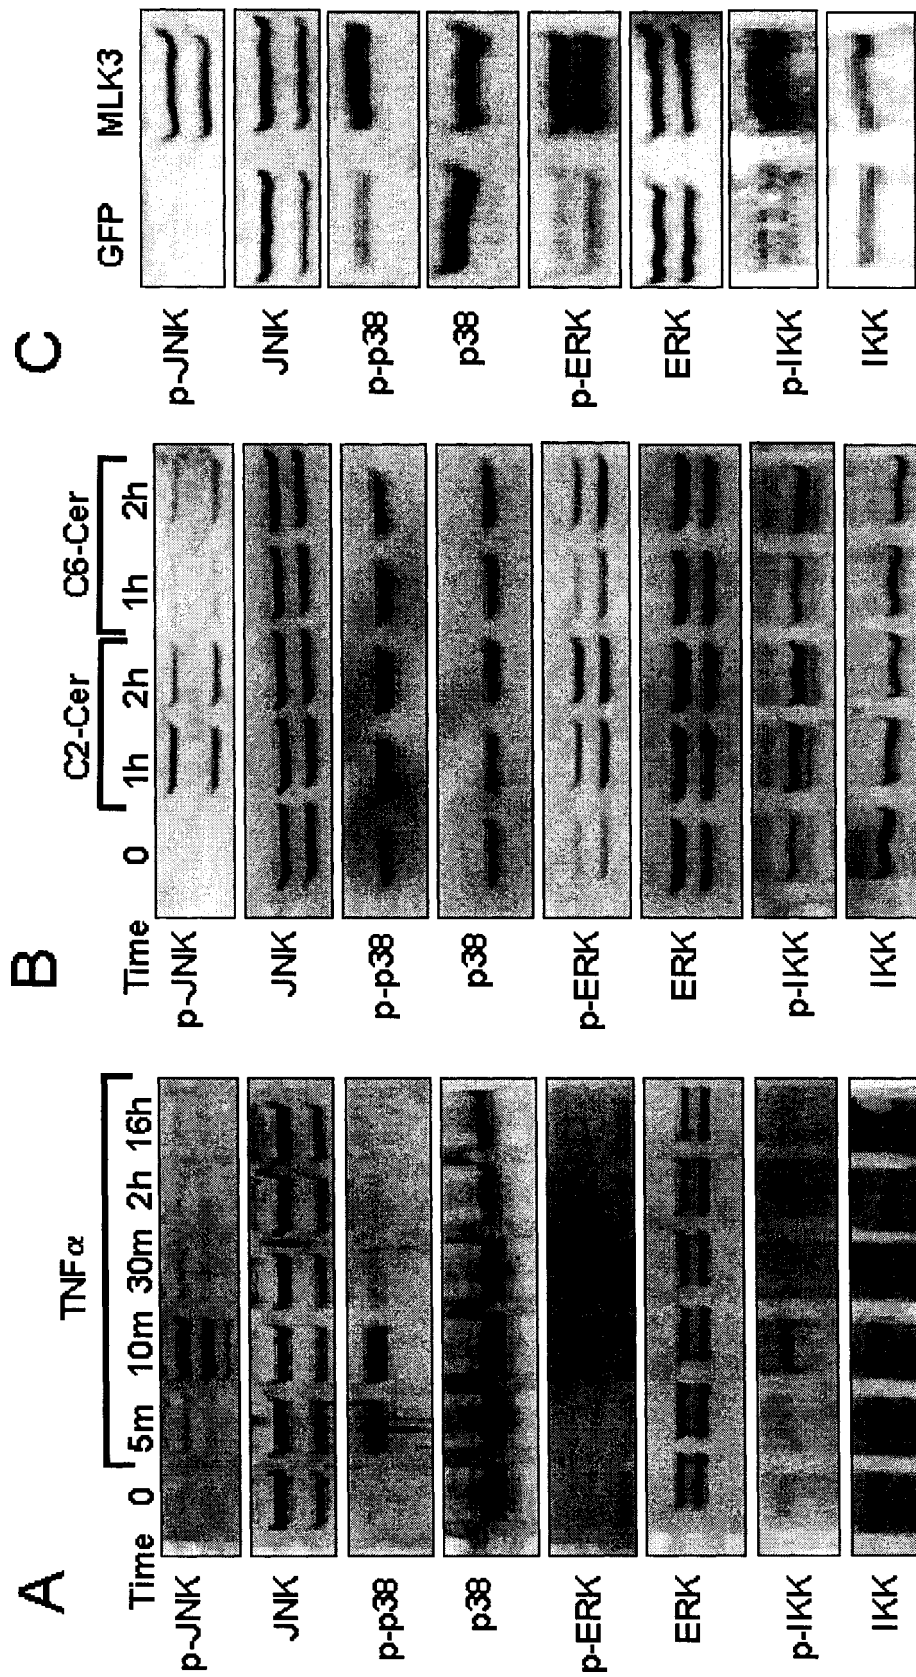 A
TNFα
Time 0 5m 10m 30m 2h 16h
p-JNK
JNK
p-p38
p38
p-ERK
ERK
p-IKK
IKK
B
C2-Cer C6-Cer
Time 0 1h 2h 1h 2h
p-JNK
JNK
p-p38
p38
p-ERK
ERK
p-IKK
IKK
C
GFP MLK3
p-JNK
JNK
p-p38
p38
p-ERK
ERK
p-IKK
IKK